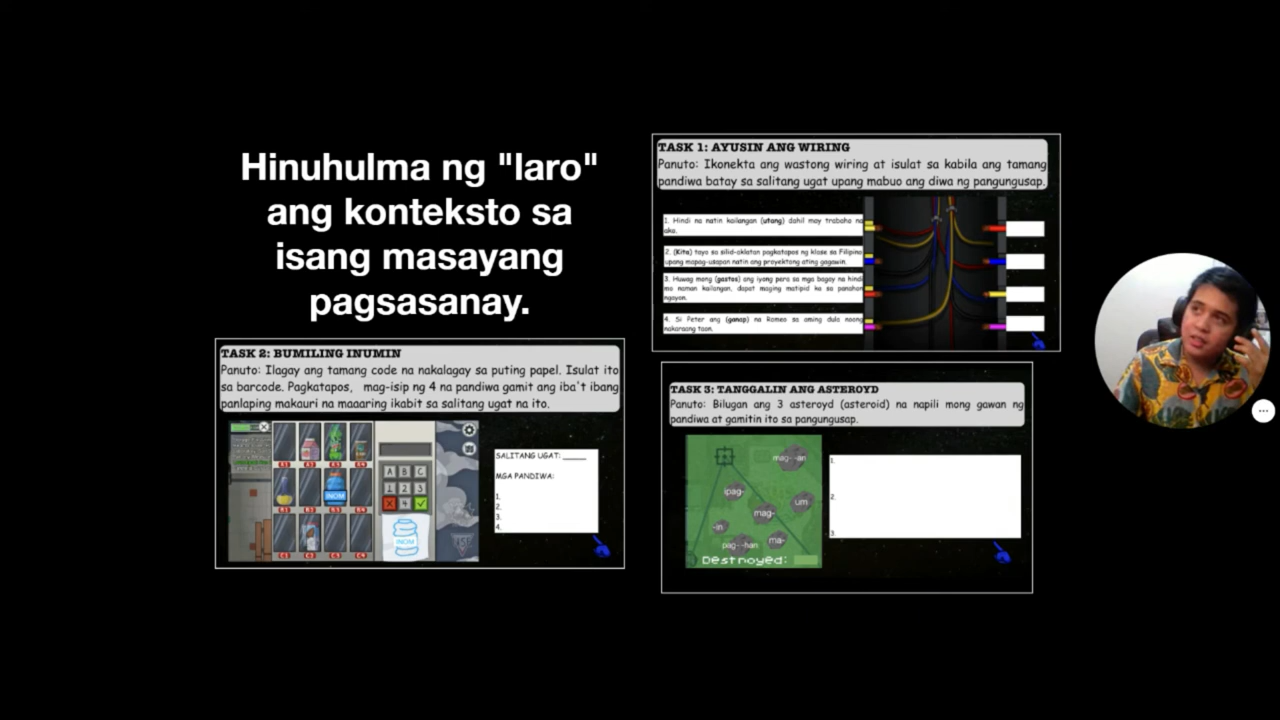 Hinuhulma ng "laro"
ang konteksto sa
isang masayang
pagsasanay.
TASK 1: AYUSIN ANG WIRING
Panuto: Ikonekta ang wastong wiring at isulat sa kabila ang tamang
pandiwa batay sa salitang ugat upang mabuo ang diwa ng pangungusap.
1. Hindi na natin kailangan (utang) dahil may trabaho na
ako.
2. (Kita) tayo sa silid-aklatan pagkatapos ng klase sa Filipino
upang mapag-usapan natin ang proyektong ating gagawin.
3. Huwag mong (gastos) ang iyong pera sa mga bagay na hindi
mo naman kailangan, dapat maging matipid ka sa panahon
ngayon.
4. Si Peter ang (ganap) na Romeo sa aming dula noong
nakaraang taon.
TASK 2: BUMILING INUMIN
Panuto: Ilagay ang tamang code na nakalagay sa puting papel. Isulat ito
sa barcode. Pagkatapos, mag-isip ng 4 na pandiwa gamit ang iba't ibang
panlaping makauri na maaaring ikabit sa salitang ugat na ito.
A B C
1 2 3
4
INOM
INOM
SALITANG UGAT: _____
MGA PANDIWA:
1.
2.
3.
4.
TASK 3: TANGGALIN ANG ASTEROYD
Panuto: Bilugan ang 3 asteroyd (asteroid) na napili mong gawan ng
pandiwa at gamitin ito sa pangungusap.
mag--an
ipag-
um
mag-
-in
pag--han
ma-
Destroyed:
1.
2.
3.